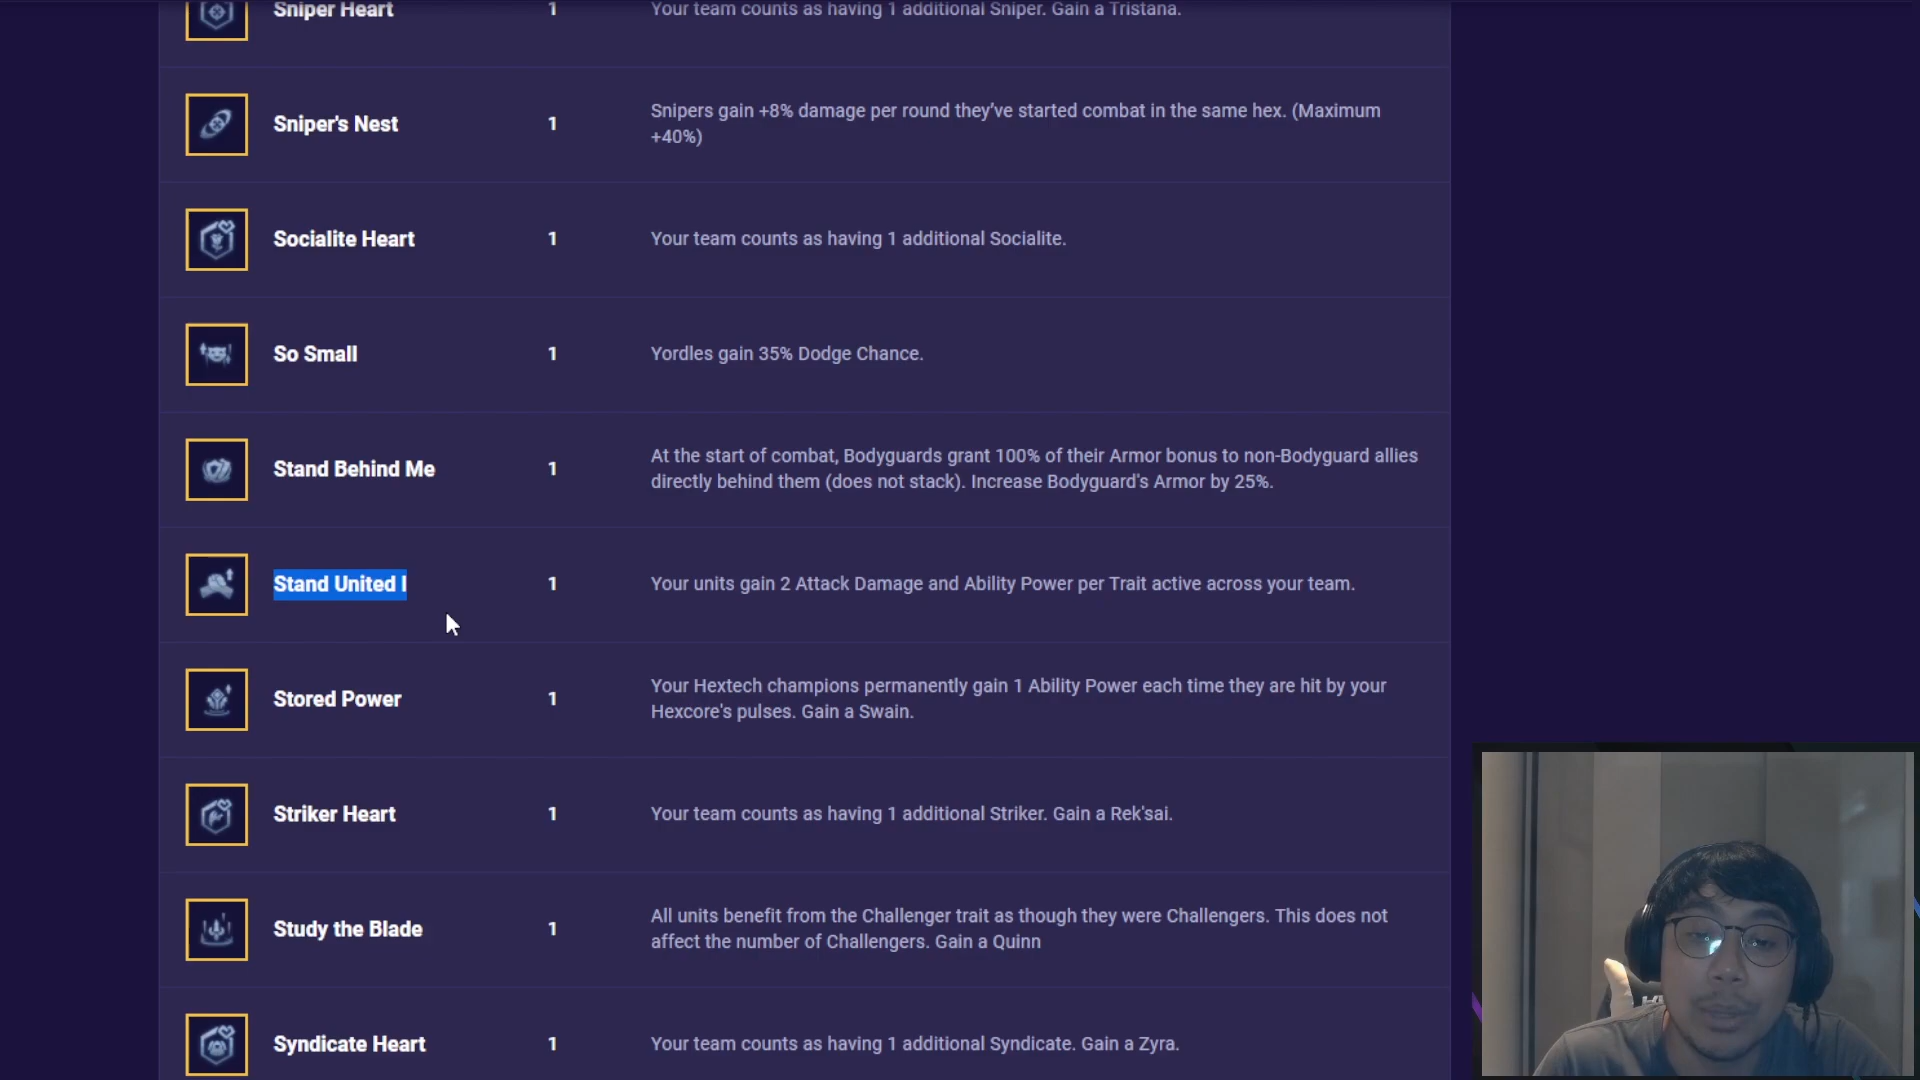 Sniper Heart 1 Your team counts as having 1 additional Sniper. Gain a Tristana.
Sniper's Nest 1 Snipers gain +8% damage per round they've started combat in the same hex. (Maximum
+40%)
Socialite Heart 1 Your team counts as having 1 additional Socialite.
So Small 1 Yordles gain 35% Dodge Chance.
Stand Behind Me 1 At the start of combat, Bodyguards grant 100% of their Armor bonus to non-Bodyguard allies
directly behind them (does not stack). Increase Bodyguard's Armor by 25%.
Stand United I 1 Your units gain 2 Attack Damage and Ability Power per Trait active across your team.
Stored Power 1 Your Hextech champions permanently gain 1 Ability Power each time they are hit by your
Hexcore's pulses. Gain a Swain.
Striker Heart 1 Your team counts as having 1 additional Striker. Gain a Rek'sai.
Study the Blade 1 All units benefit from the Challenger trait as though they were Challengers. This does not
affect the number of Challengers. Gain a Quinn
Syndicate Heart 1 Your team counts as having 1 additional Syndicate. Gain a Zyra.